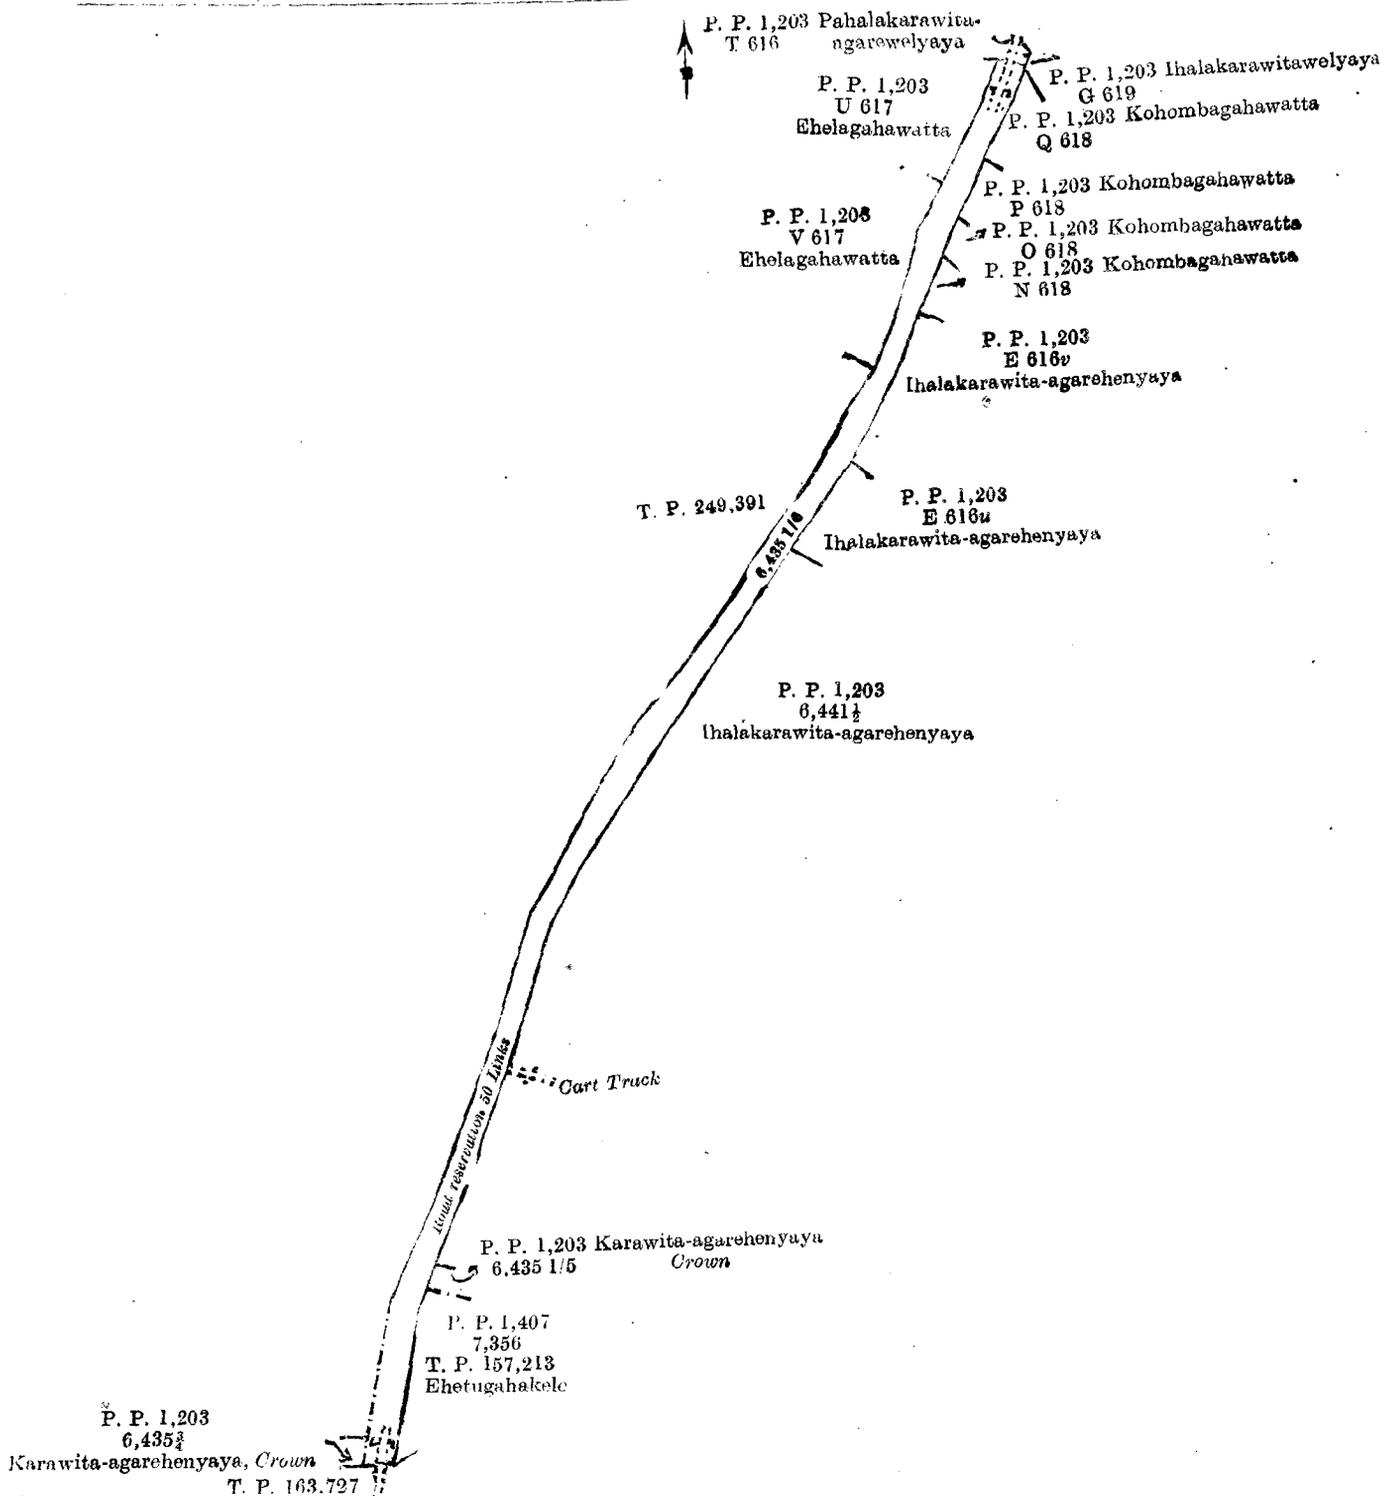 P. P. 1,203 Pahalakarawita-
T 616 agarewelyaya
P. P. 1,203 Ihalakarawitawelyaya
G 619
P. P. 1,203
U 617
Ehelagahawatta
P. P. 1,203 Kohombagahawatta
Q 618
P. P. 1,203 Kohombagahawatta
P 618
P. P. 1,203
V 617
Ehelagahawatta
P. P. 1,203 Kohombagahawatta
O 618
P. P. 1,203 Kohombagahawatta
N 618
P. P. 1,203
E 616v
Ihalakarawita-agarehenyaya
T. P. 249,391
P. P. 1,203
E 616u
Ihalakarawita-agarehenyaya
6,435 1/6
P. P. 1,203
6,441½
Ihalakarawita-agarehenyaya
Road reservation 50 Links
Cart Track
P. P. 1,203 Karawita-agarehenyaya
6,435 1/5 Crown
P. P. 1,407
7,356
T. P. 157,213
Ehetugahakele
P. P. 1,203
6,435¾
Karawita-agarehenyaya, Crown
T. P. 163,727